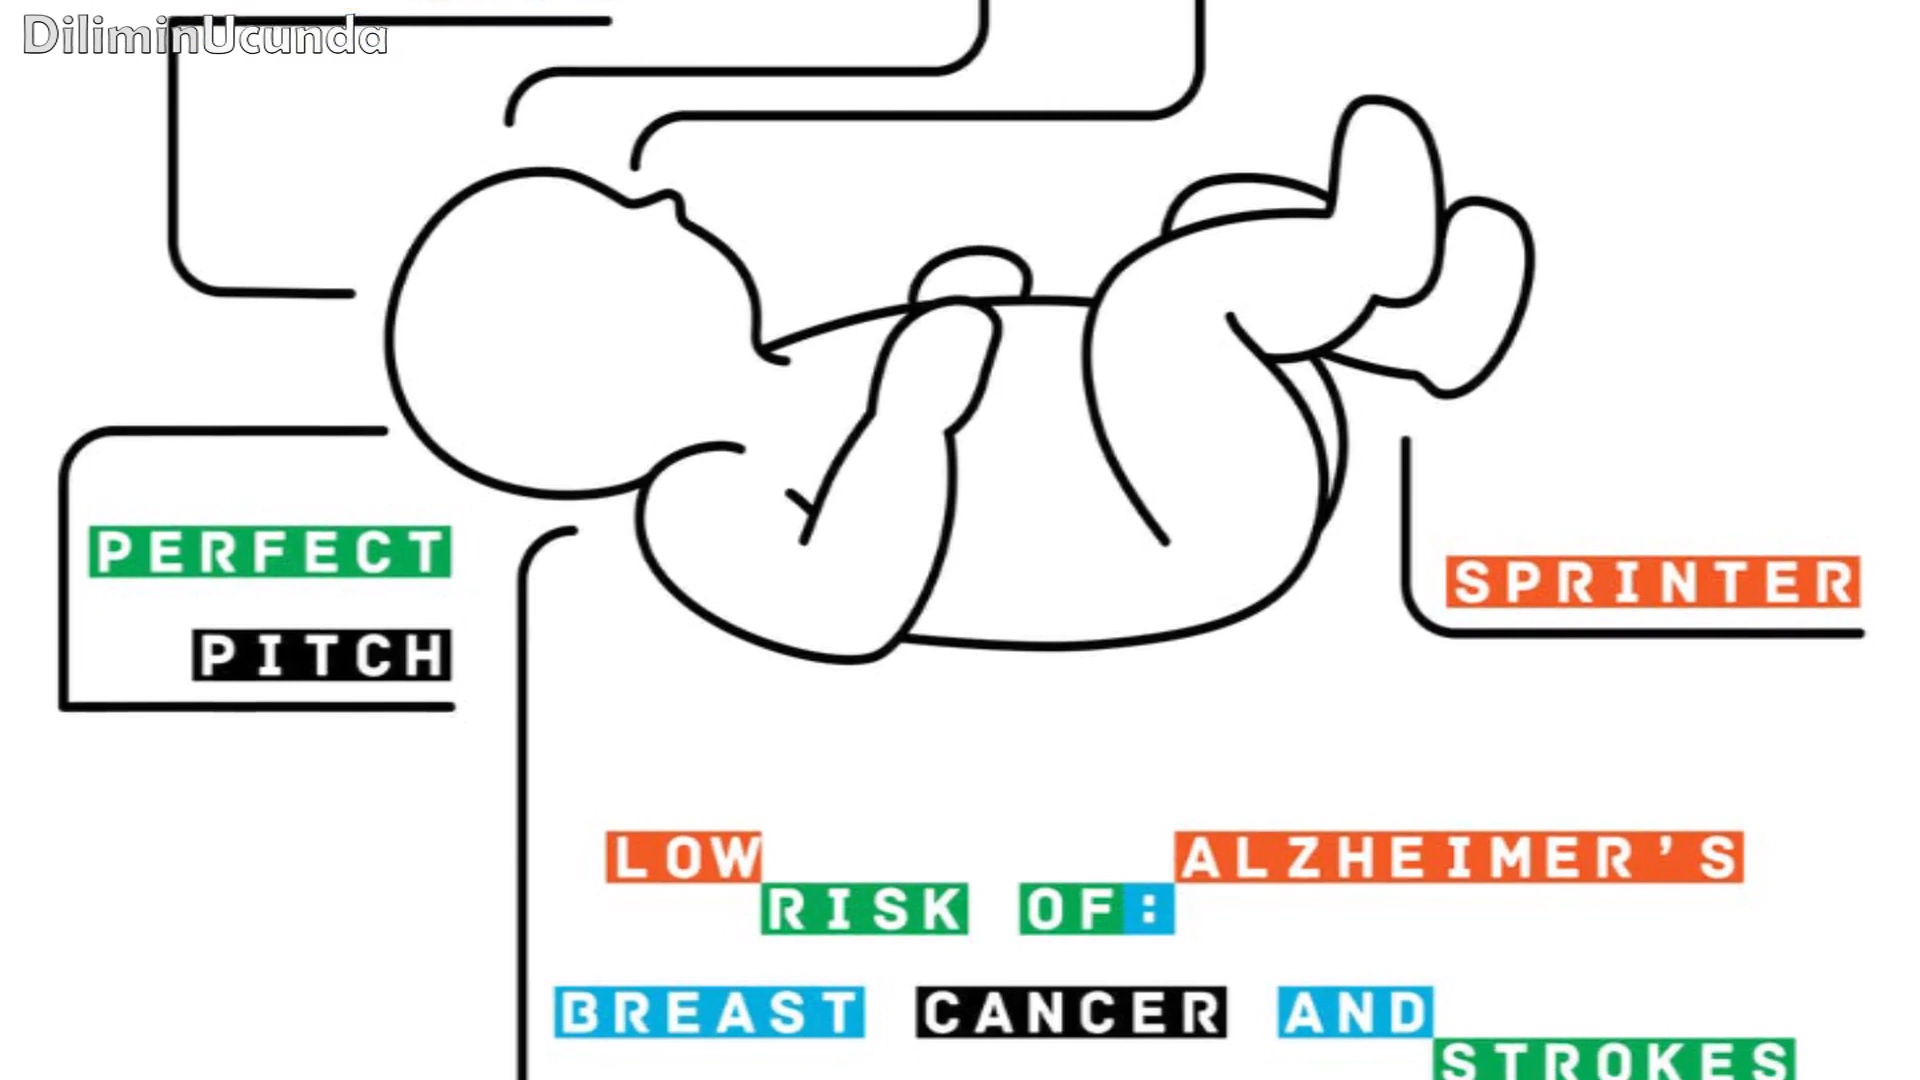 DiliminUcunda
PERFECT
PITCH
SPRINTER
LOW
RISK OF:
ALZHEIMER'S
BREAST CANCER AND
STROKES